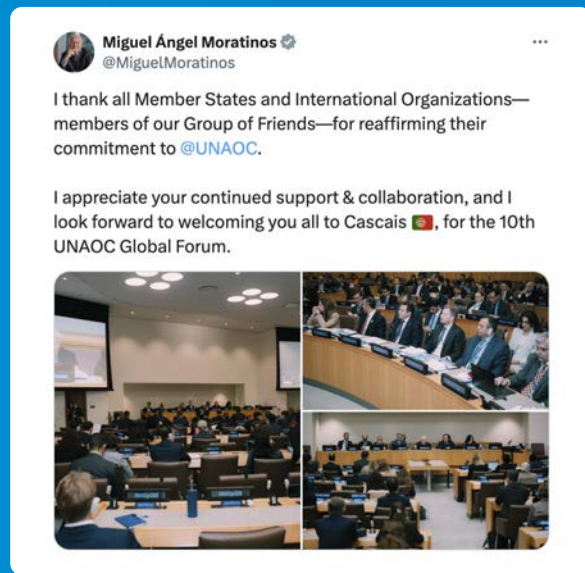 Miguel Ángel Moratinos
@MiguelMoratinos
I thank all Member States and International Organizations—
members of our Group of Friends—for reaffirming their
commitment to @UNAOC.
I appreciate your continued support & collaboration, and I
look forward to welcoming you all to Cascais 🇵🇹, for the 10th
UNAOC Global Forum.